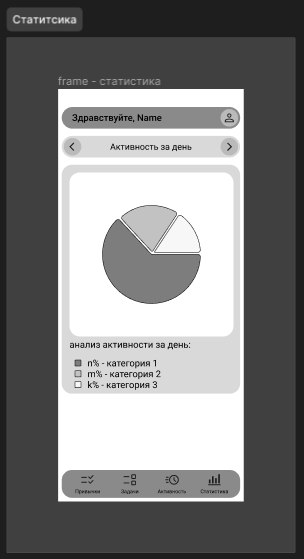 Статитсика
frame - статистика
Здравствуйте, Name
Активность за день
анализ активности за день:
n% - категория 1
m% - категория 2
k% - категория 3
Привычки
Задачи
Активность
Статистика